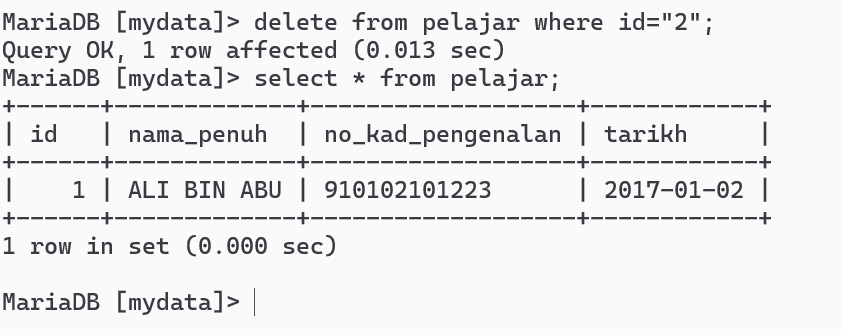 MariaDB [mydata]> delete from pelajar where id="2";
Query OK, 1 row affected (0.013 sec)
MariaDB [mydata]> select * from pelajar;
+------+-------------+-------------------+------------+
| id   | nama_penuh  | no_kad_pengenalan | tarikh     |
+------+-------------+-------------------+------------+
|    1 | ALI BIN ABU | 910102101223      | 2017-01-02 |
+------+-------------+-------------------+------------+
1 row in set (0.000 sec)
MariaDB [mydata]>